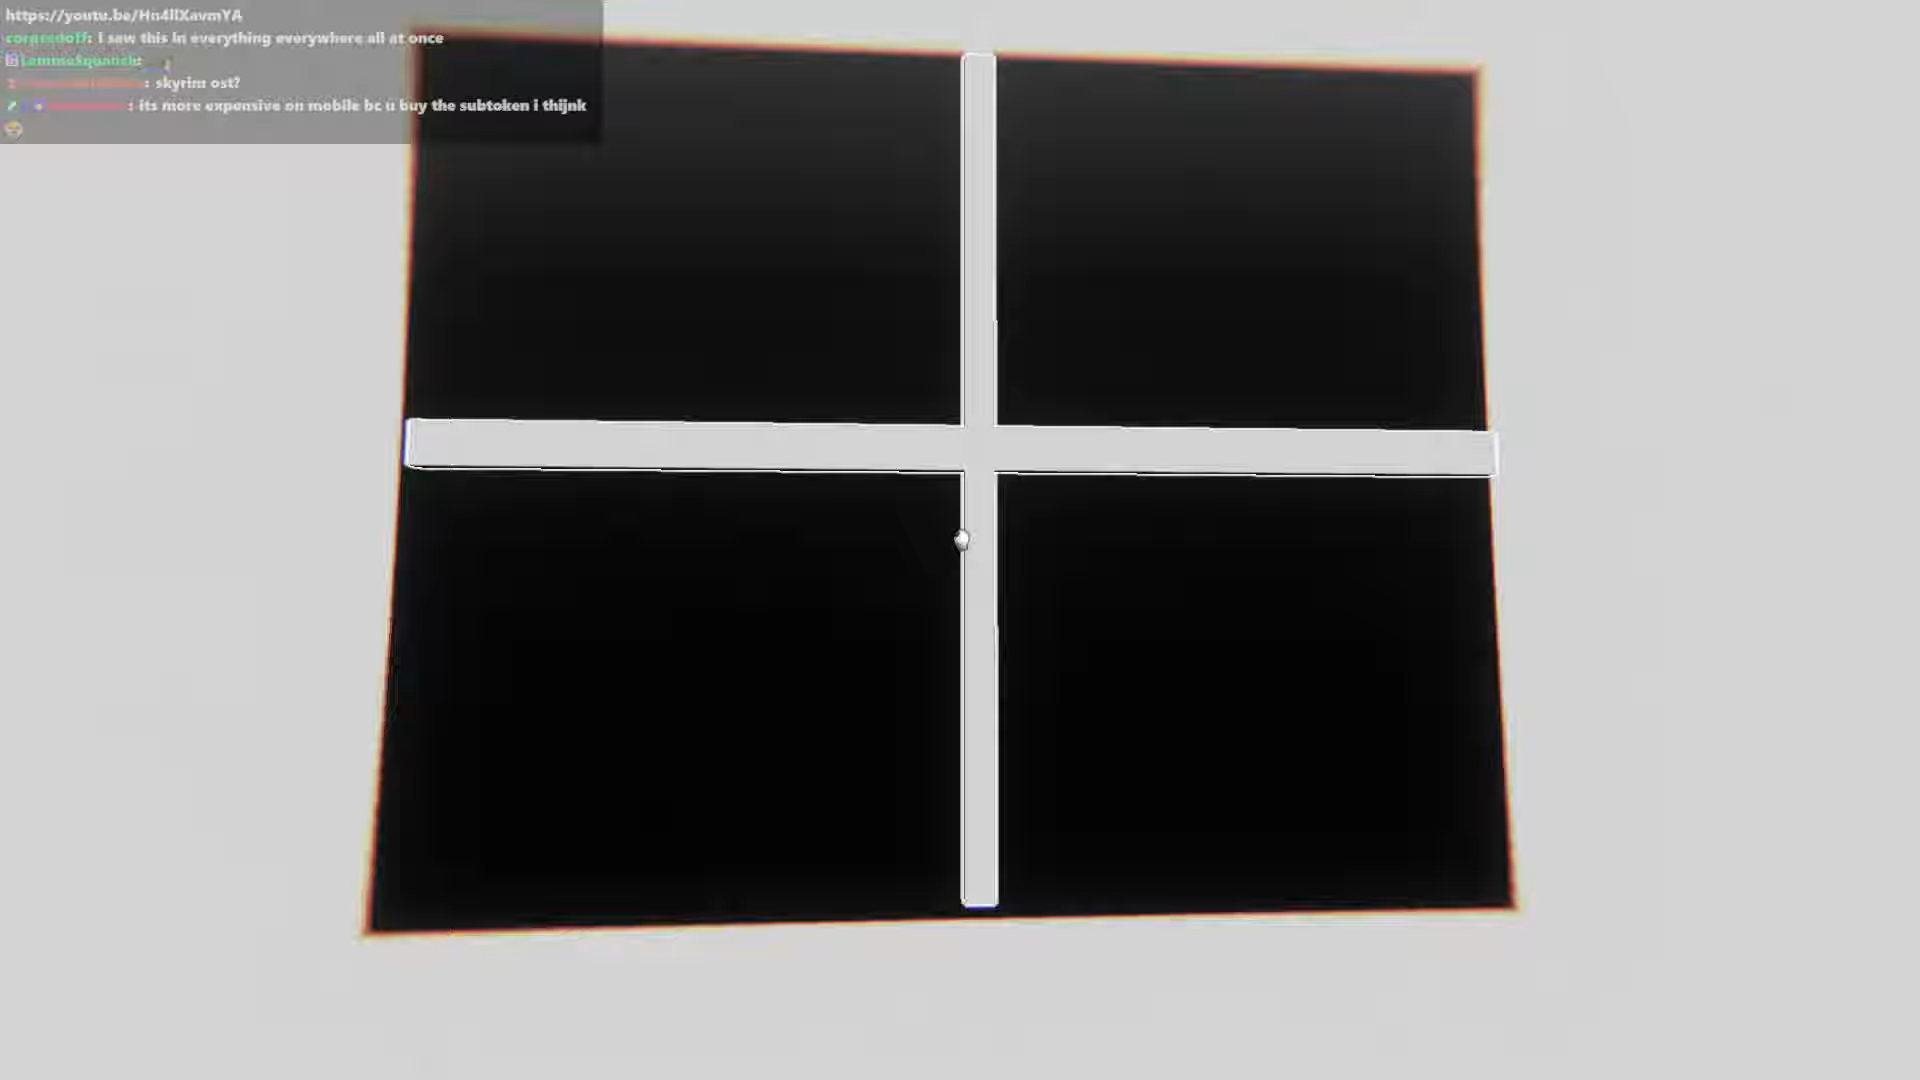 https://youtu.be/Hn4llXavmYA
corpsedoff: i saw this in everything everywhere all at once
: skyrim ost?
: its more expensive on mobile bc u buy the subtoken i thijnk